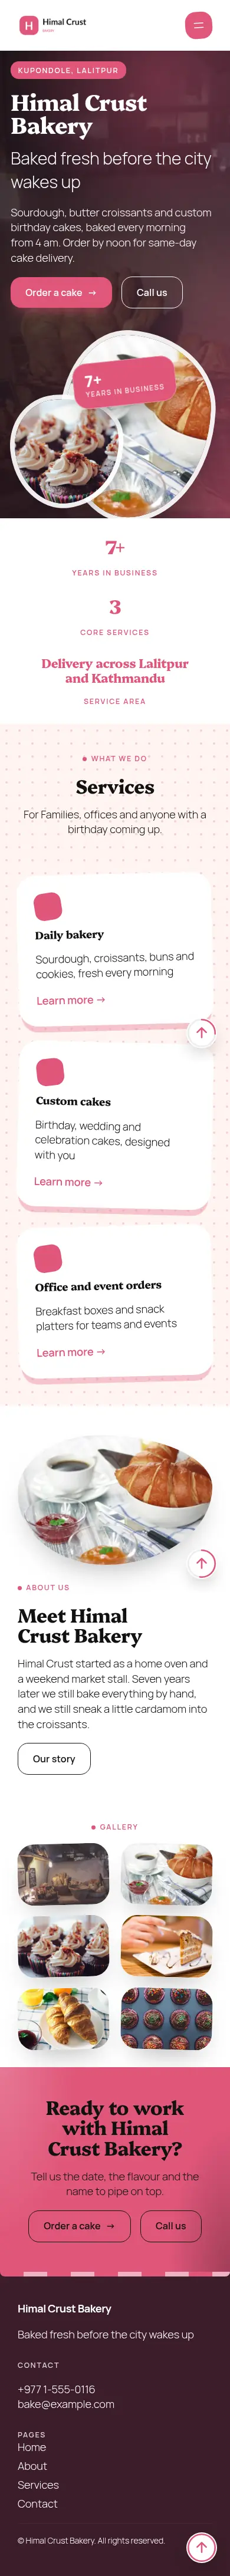 Himal Crust
BAKERY
KUPONDOLE, LALITPUR
Himal Crust
Bakery
Baked fresh before the city
wakes up
Sourdough, butter croissants and custom
birthday cakes, baked every morning
from 4 am. Order by noon for same-day
cake delivery.
Order a cake →
Call us
7+
YEARS IN BUSINESS
7+
YEARS IN BUSINESS
3
CORE SERVICES
Delivery across Lalitpur
and Kathmandu
SERVICE AREA
WHAT WE DO
Services
For Families, offices and anyone with a
birthday coming up.
Daily bakery
Sourdough, croissants, buns and
cookies, fresh every morning
Learn more →
Custom cakes
Birthday, wedding and
celebration cakes, designed
with you
Learn more →
Office and event orders
Breakfast boxes and snack
platters for teams and events
Learn more →
ABOUT US
Meet Himal
Crust Bakery
Himal Crust started as a home oven and
a weekend market stall. Seven years
later we still bake everything by hand,
and we still sneak a little cardamom into
the croissants.
Our story
GALLERY
Ready to work
with Himal
Crust Bakery?
Tell us the date, the flavour and the
name to pipe on top.
Order a cake →
Call us
Himal Crust Bakery
Baked fresh before the city wakes up
CONTACT
+977 1-555-0116
bake@example.com
PAGES
Home
About
Services
Contact
© Himal Crust Bakery. All rights reserved.